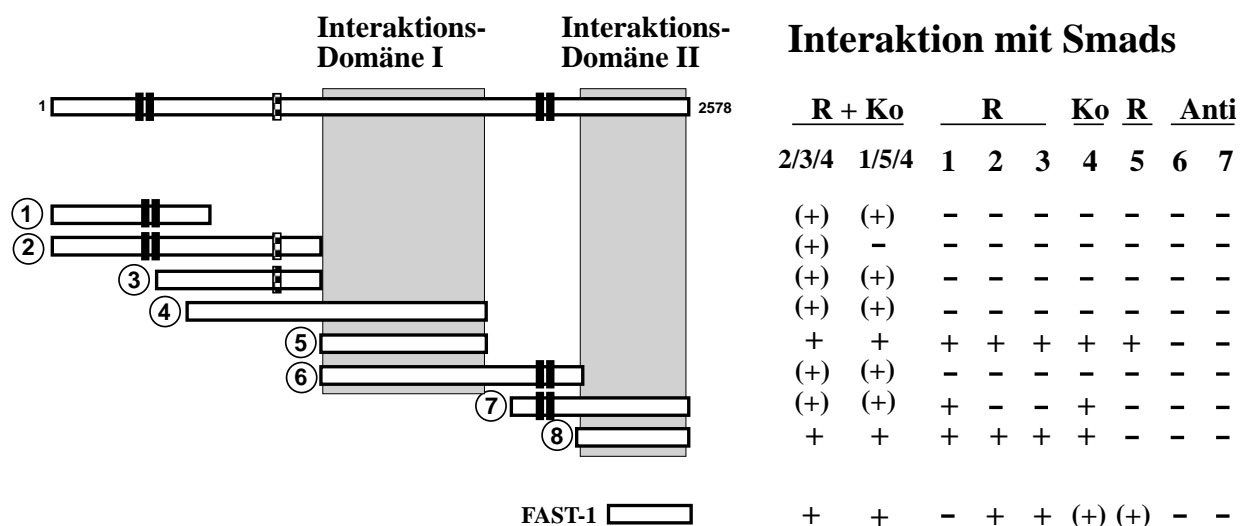 Interaktions-
Domäne I
Interaktions-
Domäne II
Interaktion mit Smads
1
2578
R + Ko R Ko R Anti
2/3/4 1/5/4 1 2 3 4 5 6 7
1 (+) (+) – – – – – – –
2 (+) – – – – – – – –
3 (+) (+) – – – – – – –
4 (+) (+) – – – – – – –
5 + + + + + + + – –
6 (+) (+) – – – – – – –
7 (+) (+) + – – + – – –
8 + + + + + + – – –
FAST-1 + + – + + (+) (+) – –